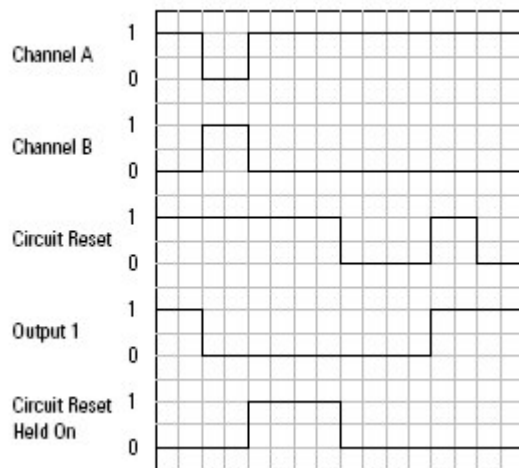 1
Channel A
0
1
Channel B
0
1
Circuit Reset
0
1
Output 1
0
Circuit Reset 1
Held On
0